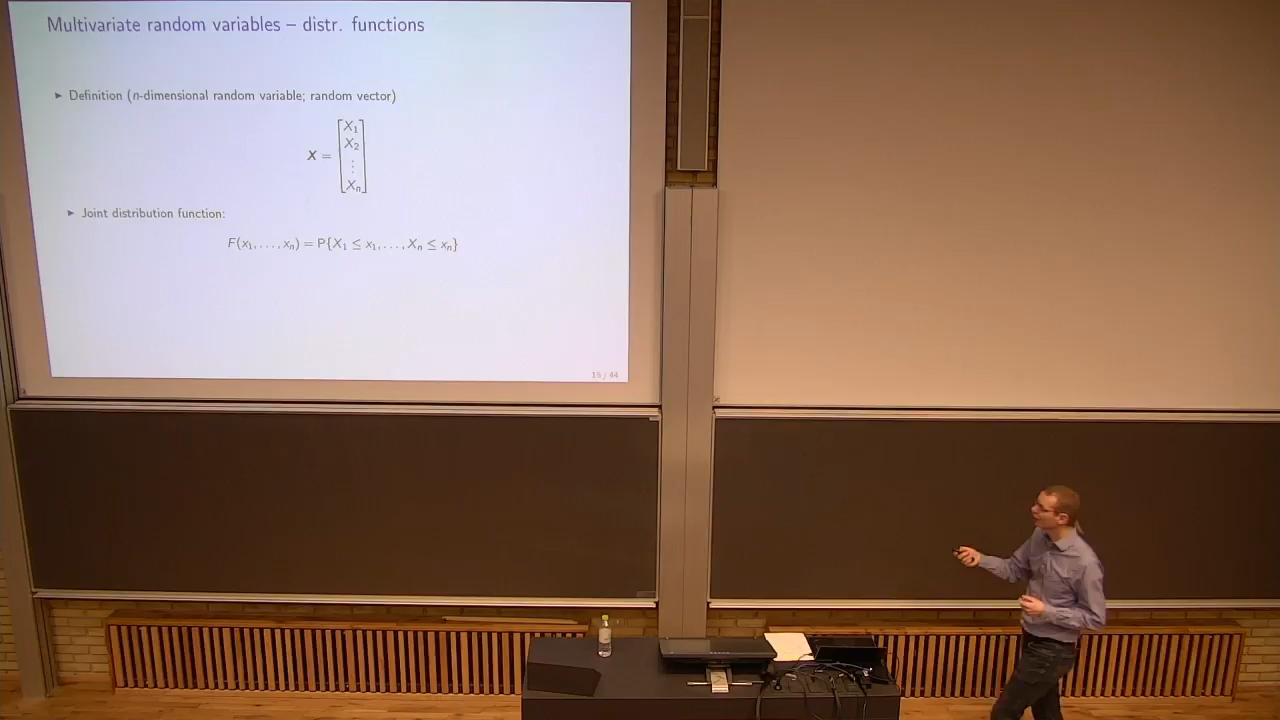 Multivariate random variables – distr. functions
► Definition (n-dimensional random variable; random vector)
X = [X₁ X₂ ⋮ Xₙ]
► Joint distribution function:
F(x₁, . . . , xₙ) = P{X₁ ≤ x₁, . . . , Xₙ ≤ xₙ}
/ 44